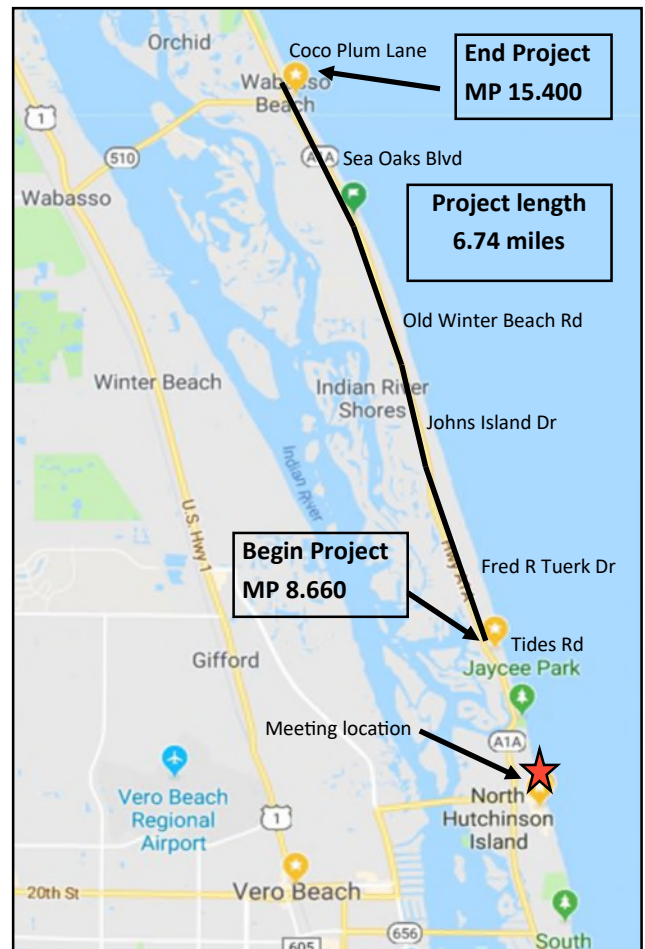 Orchid
Coco Plum Lane
End Project
MP 15.400
Wabasso
Beach
1
510
A1A
Sea Oaks Blvd
Wabasso
Project length
6.74 miles
Old Winter Beach Rd
Winter Beach
Indian River
Shores
Johns Island Dr
Indian River
U.S. Hwy 1
Begin Project
MP 8.660
Hwy A1A
Fred R Tuerk Dr
Tides Rd
Gifford
Jaycee Park
Meeting location
A1A
Vero Beach
Regional
Airport
North
Hutchinson
Island
1
20th St
Vero Beach
656
605
South